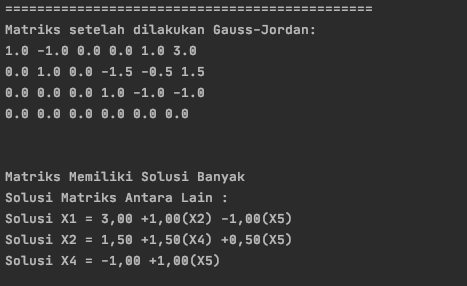 ==============================================
Matriks setelah dilakukan Gauss-Jordan:
1.0 -1.0 0.0 0.0 1.0 3.0
0.0 1.0 0.0 -1.5 -0.5 1.5
0.0 0.0 0.0 1.0 -1.0 -1.0
0.0 0.0 0.0 0.0 0.0 0.0
Matriks Memiliki Solusi Banyak
Solusi Matriks Antara Lain :
Solusi X1 = 3,00 +1,00(X2) -1,00(X5)
Solusi X2 = 1,50 +1,50(X4) +0,50(X5)
Solusi X4 = -1,00 +1,00(X5)